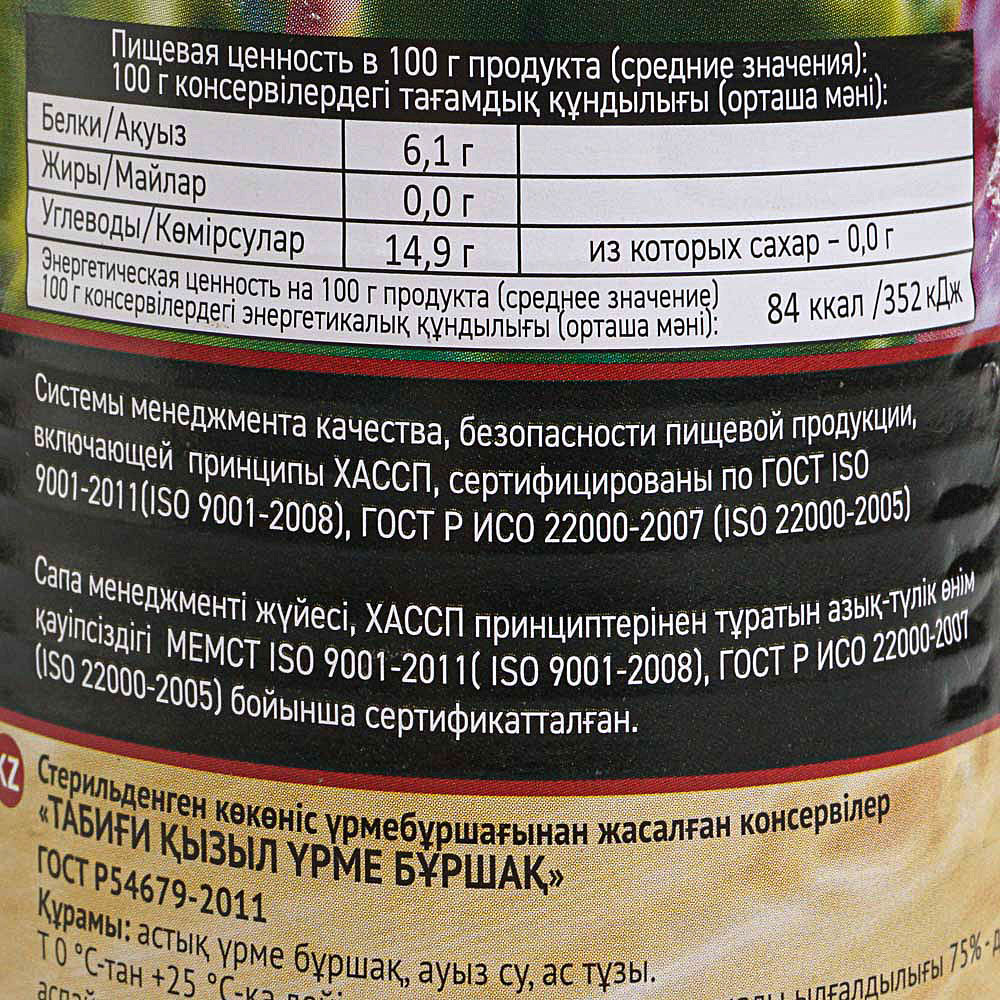 Пищевая ценность в 100 г продукта (средние значения):
100 г консервілердегі тағамдық құндылығы (орташа мәні):
Белки/Ақуыз 6,1 г
Жиры/Майлар 0,0 г
Углеводы/Көмірсулар 14,9 г из которых сахар – 0,0 г
Энергетическая ценность на 100 г продукта (среднее значение)
100 г консервілердегі энергетикалық құндылығы (орташа мәні): 84 ккал /352 кДж
Системы менеджмента качества, безопасности пищевой продукции,
включающей принципы ХАССП, сертифицированы по ГОСТ ISO
9001-2011(ISO 9001-2008), ГОСТ Р ИСО 22000-2007 (ISO 22000-2005)
Сапа менеджменті жүйесі, ХАССП принциптерінен тұратын азық-түлік өнім
қауіпсіздігі МЕМСТ ISO 9001-2011( ISO 9001-2008), ГОСТ Р ИСО 22000-2007
(ISO 22000-2005) бойынша сертификатталған.
KZ
Стерильденген көкөніс үрмебұршағынан жасалған консервілер
«ТАБИҒИ ҚЫЗЫЛ ҮРМЕ БҰРШАҚ»
ГОСТ Р54679-2011
Құрамы: астық үрме бұршақ, ауыз су, ас тұзы.
Т 0 °С-тан +25 °С-қа дейі
ылғалдылығы 75% -